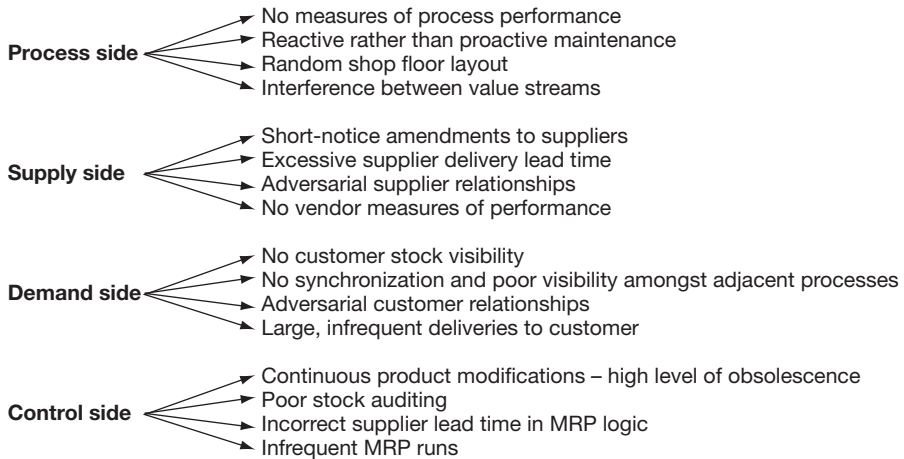 Process side
No measures of process performance
Reactive rather than proactive maintenance
Random shop floor layout
Interference between value streams
Supply side
Short-notice amendments to suppliers
Excessive supplier delivery lead time
Adversarial supplier relationships
No vendor measures of performance
Demand side
No customer stock visibility
No synchronization and poor visibility amongst adjacent processes
Adversarial customer relationships
Large, infrequent deliveries to customer
Control side
Continuous product modifications – high level of obsolescence
Poor stock auditing
Incorrect supplier lead time in MRP logic
Infrequent MRP runs